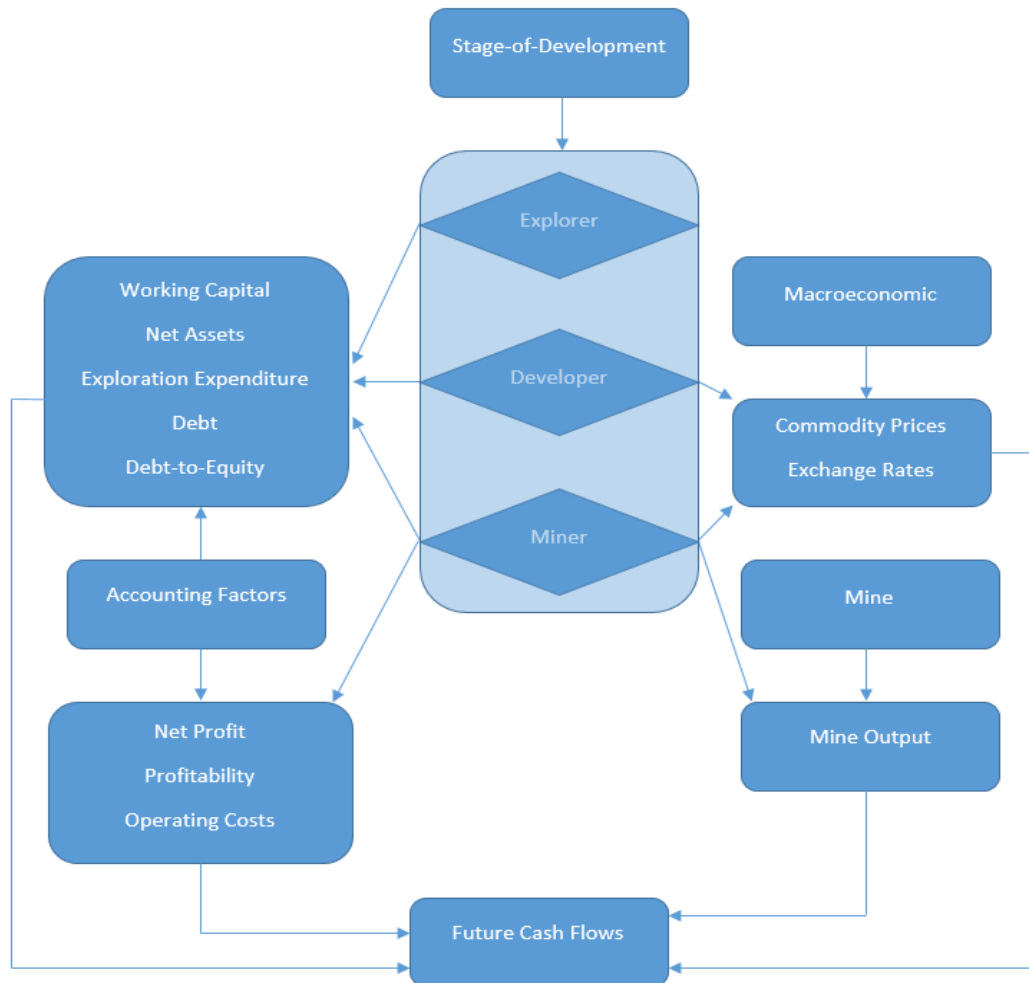 Stage-of-Development
Explorer
Developer
Miner
Working Capital
Net Assets
Exploration Expenditure
Debt
Debt-to-Equity
Accounting Factors
Net Profit
Profitability
Operating Costs
Macroeconomic
Commodity Prices
Exchange Rates
Mine
Mine Output
Future Cash Flows